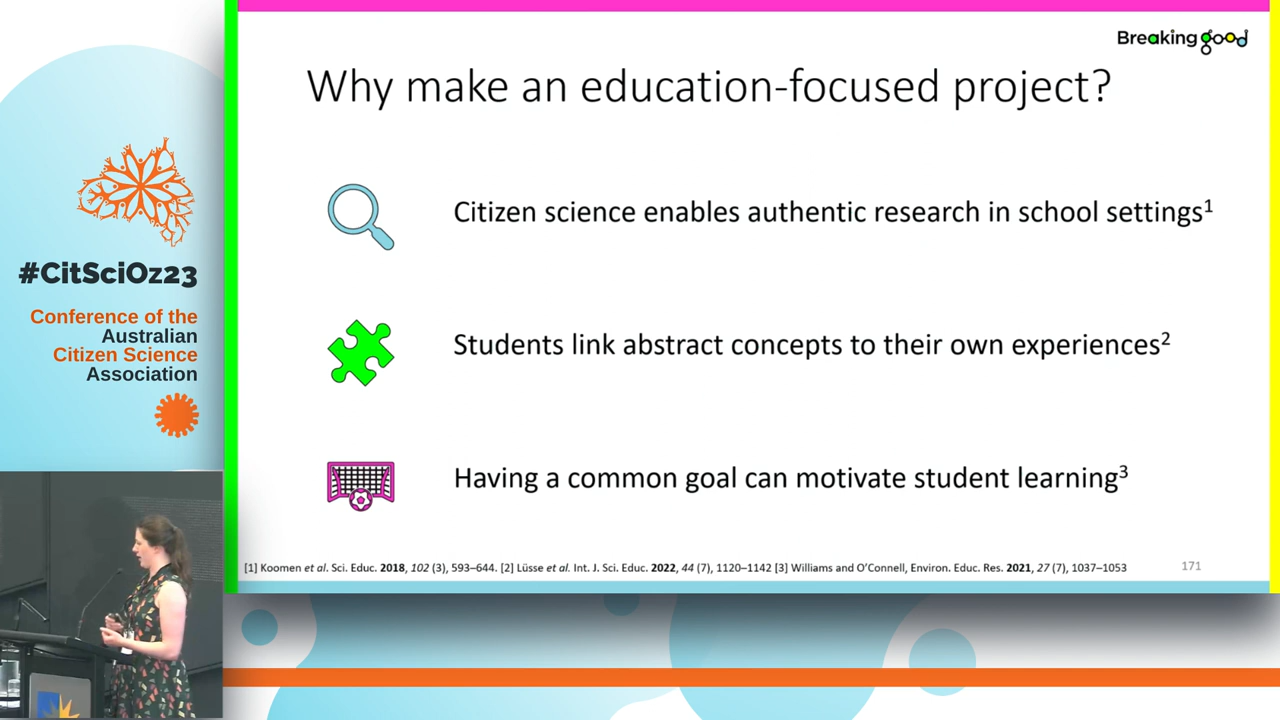 Breaking good
Why make an education-focused project?
Citizen science enables authentic research in school settings¹
Students link abstract concepts to their own experiences²
Having a common goal can motivate student learning³
[1] Koomen et al. Sci. Educ. 2018, 102 (3), 593–644. [2] Lüsse et al. Int. J. Sci. Educ. 2022, 44 (7), 1120–1142 [3] Williams and O’Connell, Environ. Educ. Res. 2021, 27 (7), 1037–1053
171
#CitSciOz23
Conference of the
Australian
Citizen Science
Association